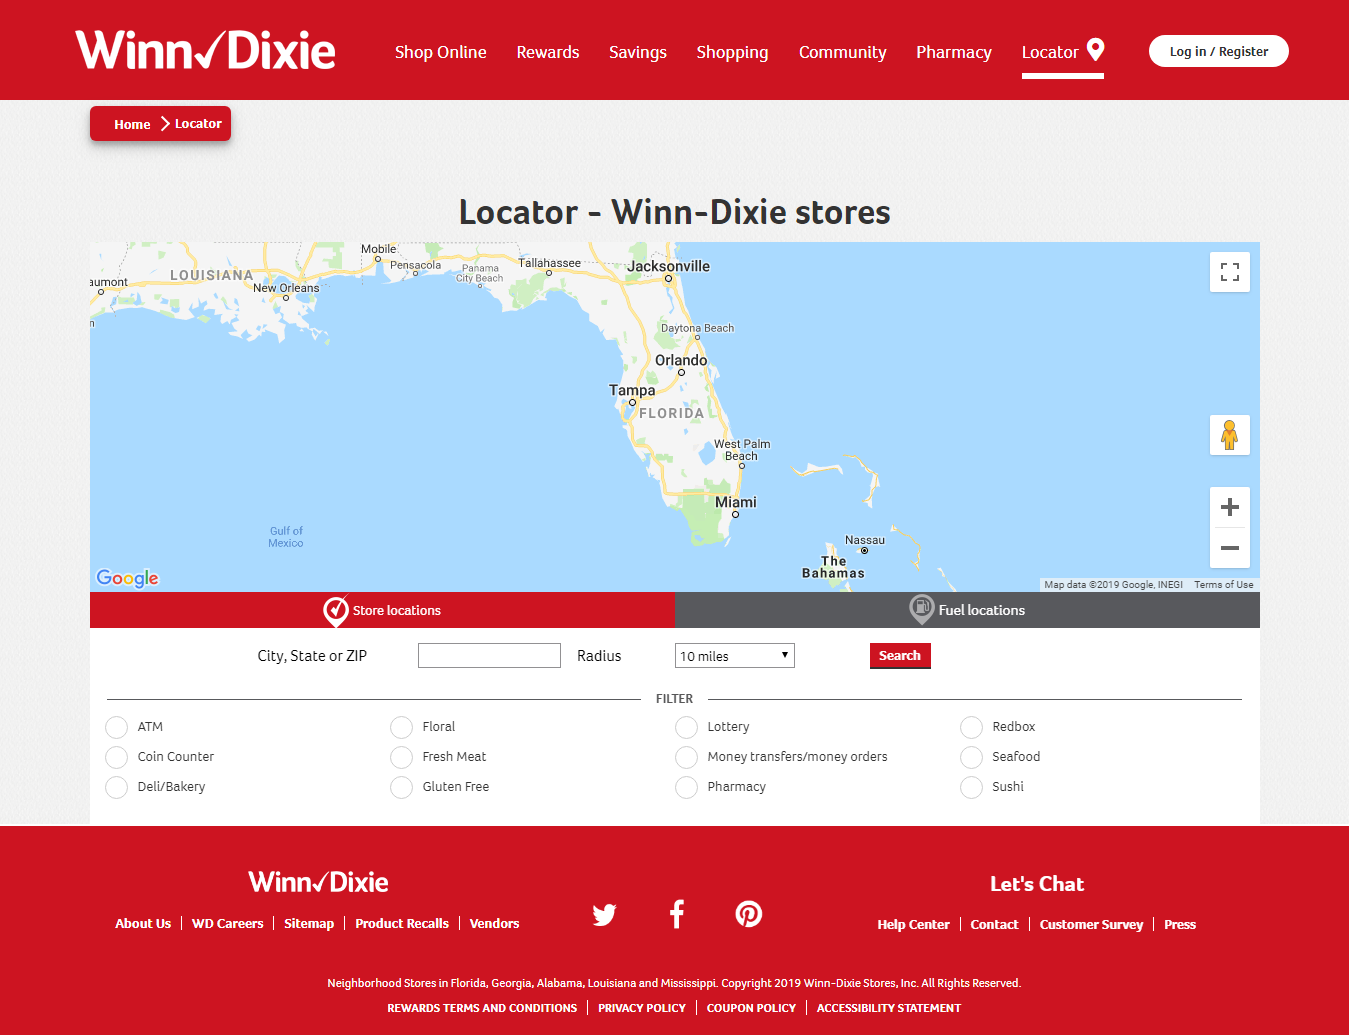 Winn✓Dixie
Shop Online Rewards Savings Shopping Community Pharmacy Locator
Log in / Register
Home Locator
Locator - Winn-Dixie stores
Mobile
Pensacola
Panama
City Beach
Tallahassee
Jacksonville
LOUISIANA
aumont
New Orleans
n
Daytona Beach
Orlando
Tampa
FLORIDA
West Palm
Beach
Miami
Gulf of
Mexico
Nassau
The
Bahamas
Google
Map data ©2019 Google, INEGI Terms of Use
Store locations Fuel locations
City, State or ZIP Radius 10 miles Search
FILTER
ATM Floral Lottery Redbox
Coin Counter Fresh Meat Money transfers/money orders Seafood
Deli/Bakery Gluten Free Pharmacy Sushi
Winn✓Dixie
About Us WD Careers Sitemap Product Recalls Vendors
Let's Chat
Help Center Contact Customer Survey Press
Neighborhood Stores in Florida, Georgia, Alabama, Louisiana and Mississippi. Copyright 2019 Winn-Dixie Stores, Inc. All Rights Reserved.
REWARDS TERMS AND CONDITIONS PRIVACY POLICY COUPON POLICY ACCESSIBILITY STATEMENT